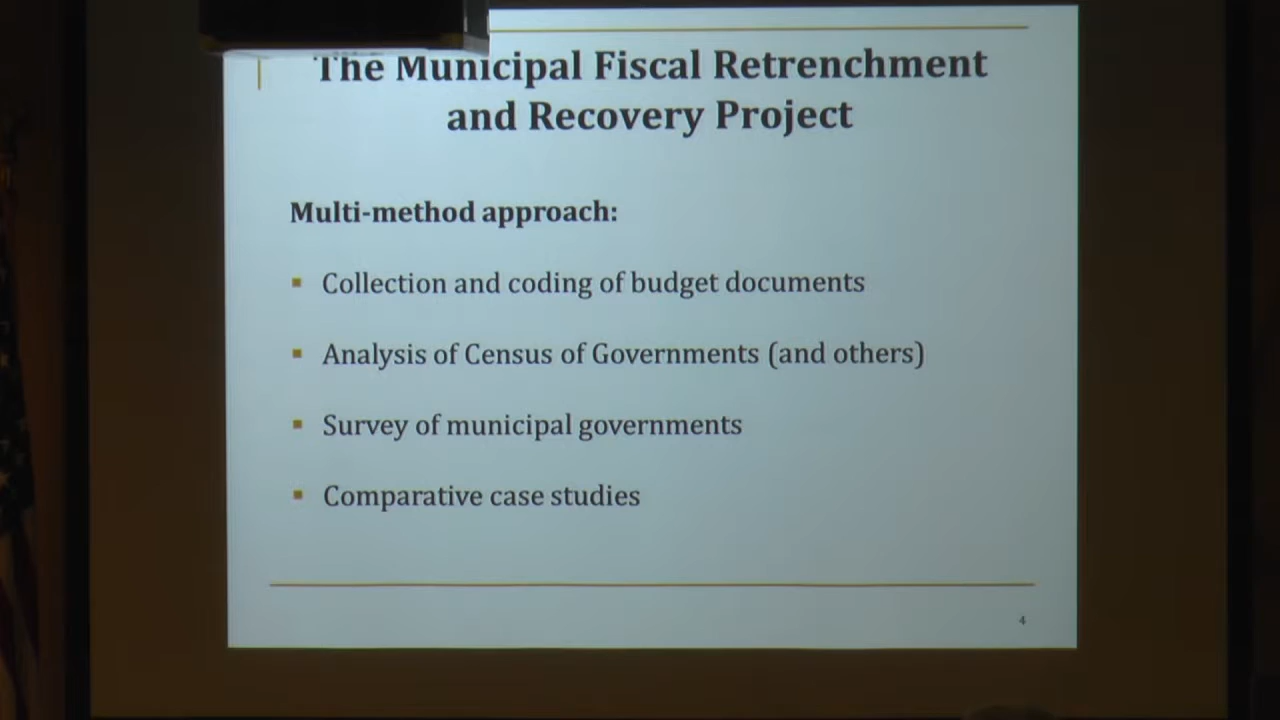 The Municipal Fiscal Retrenchment
and Recovery Project
Multi-method approach:
Collection and coding of budget documents
Analysis of Census of Governments (and others)
Survey of municipal governments
Comparative case studies
4